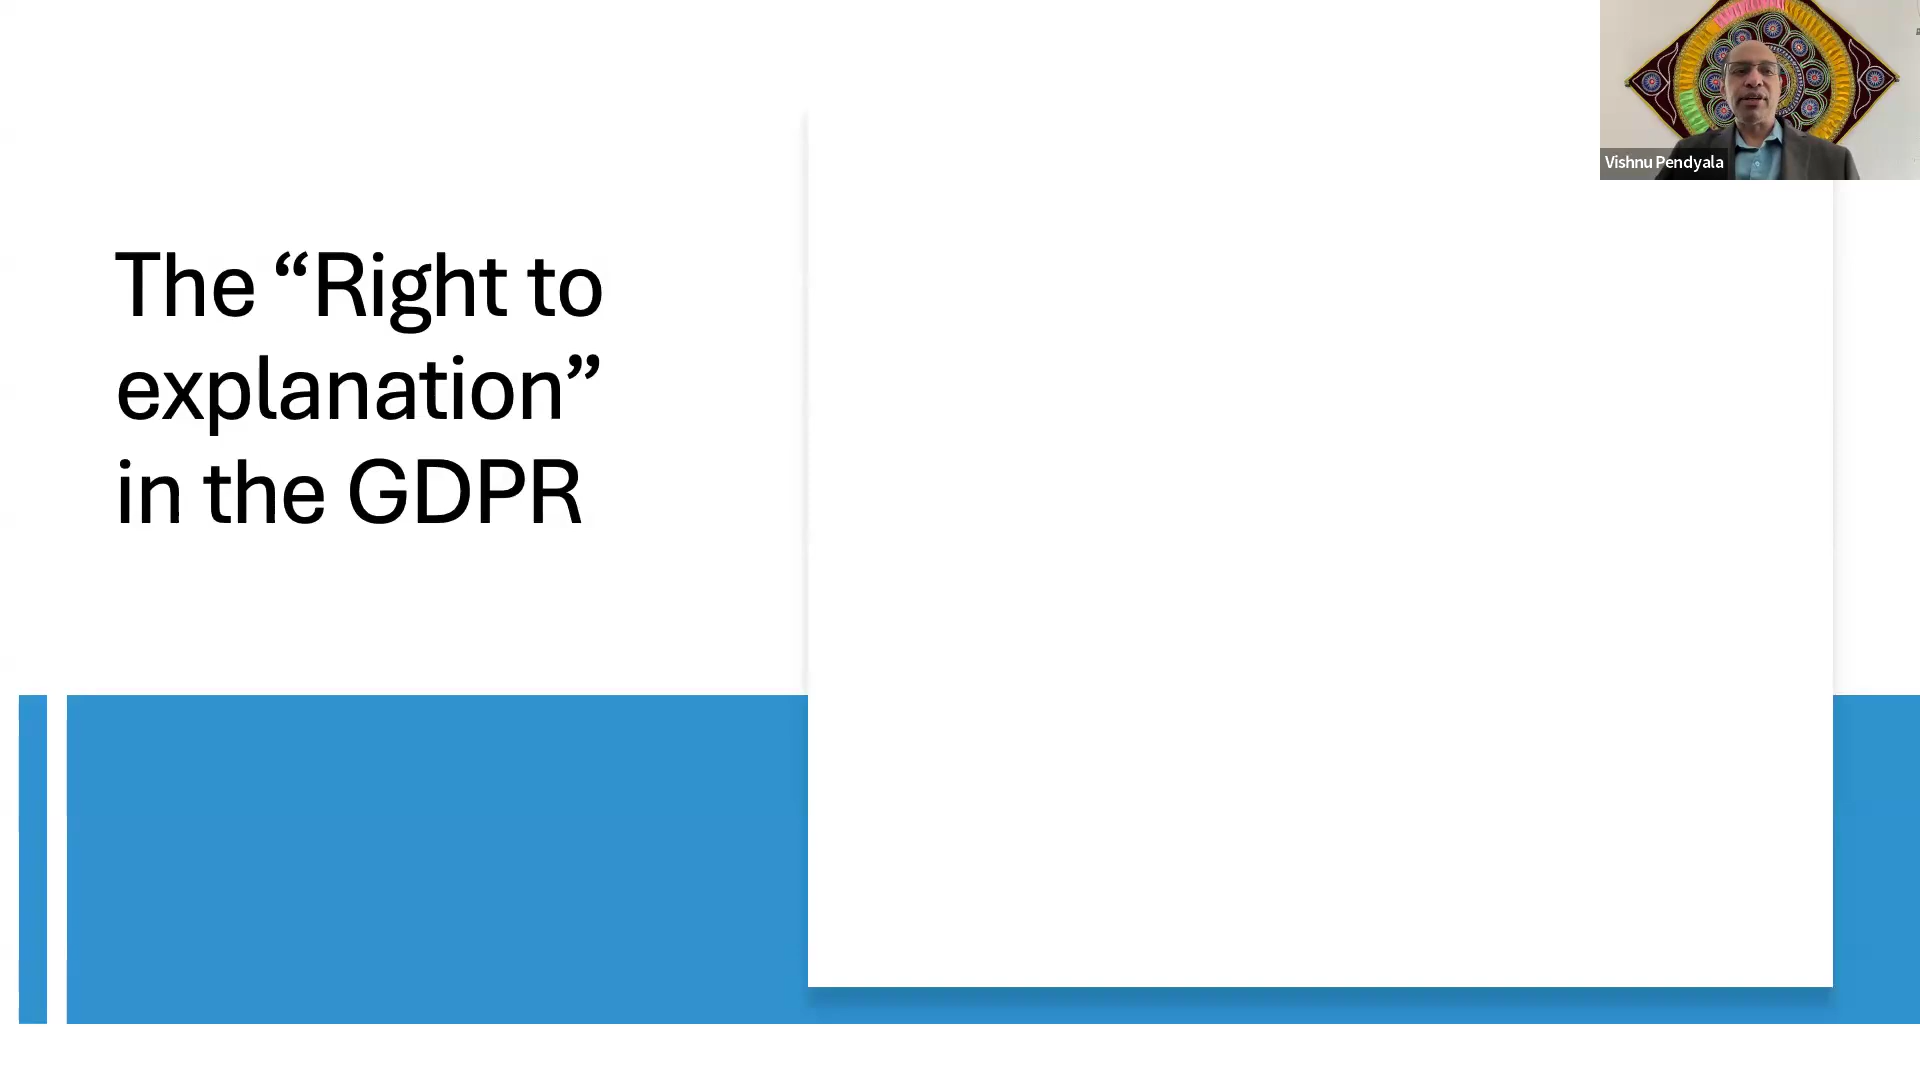 The “Right to
explanation”
in the GDPR
Vishnu Pendyala